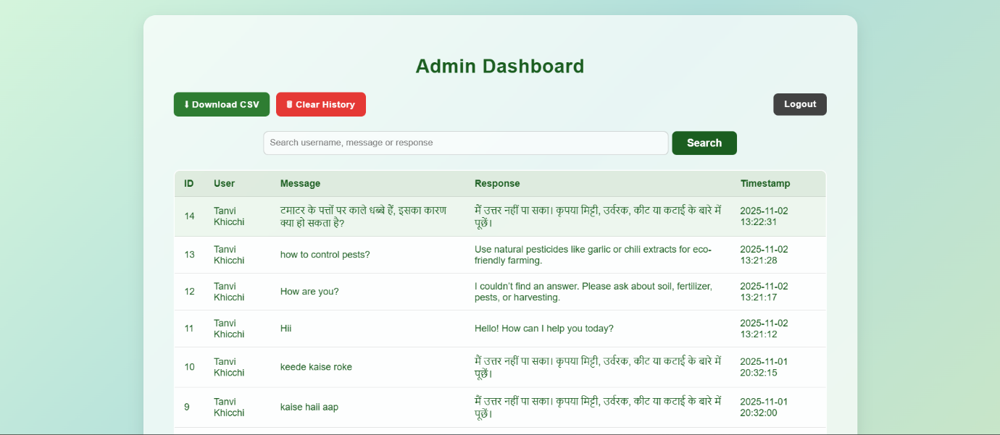 Admin Dashboard
Download CSV
Clear History
Logout
Search username, message or response
Search
ID User Message Response Timestamp
14 Tanvi Khicchi टमाटर के पत्तों पर काले धब्बे हैं, इसका कारण क्या हो सकता है? मैं उत्तर नहीं पा सका। कृपया मिट्टी, उर्वरक, कीट या कटाई के बारे में पूछें। 2025-11-02 13:22:31
13 Tanvi Khicchi how to control pests? Use natural pesticides like garlic or chili extracts for eco-friendly farming. 2025-11-02 13:21:28
12 Tanvi Khicchi How are you? I couldn't find an answer. Please ask about soil, fertilizer, pests, or harvesting. 2025-11-02 13:21:17
11 Tanvi Khicchi Hii Hello! How can I help you today? 2025-11-02 13:21:12
10 Tanvi Khicchi keede kaise roke मैं उत्तर नहीं पा सका। कृपया मिट्टी, उर्वरक, कीट या कटाई के बारे में पूछें। 2025-11-01 20:32:15
9 Tanvi Khicchi kaise haii aap मैं उत्तर नहीं पा सका। कृपया मिट्टी, उर्वरक, कीट या कटाई के बारे में पूछें। 2025-11-01 20:32:00